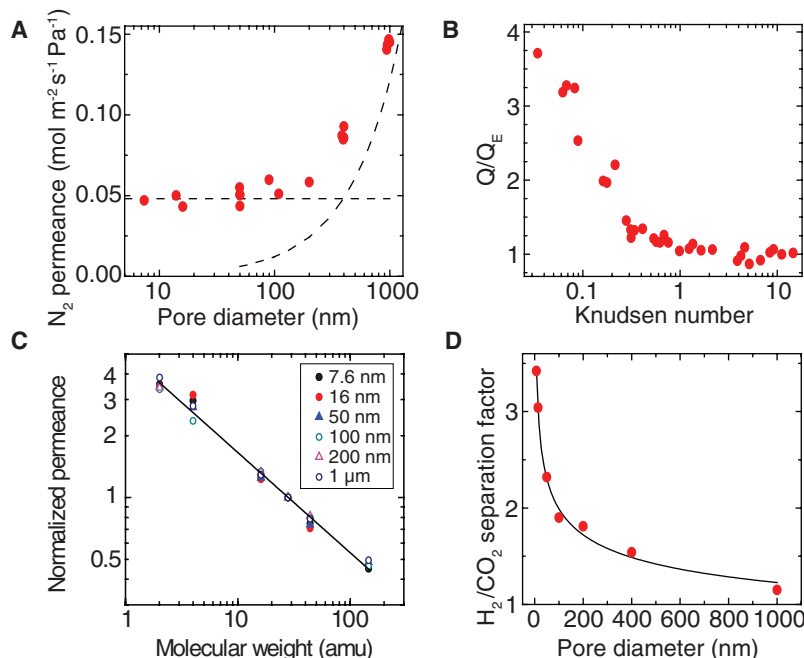 A
N2 permeance (mol m-2 s-1 Pa-1)
0.15
0.10
0.05
0.00
10
100
1000
Pore diameter (nm)
B
Q/QE
4
3
2
1
0.1
1
10
Knudsen number
C
Normalized permeance
4
3
2
1
0.5
1
10
100
Molecular weight (amu)
7.6 nm
16 nm
50 nm
100 nm
200 nm
1 µm
D
H2/CO2 separation factor
3
2
1
0
200
400
600
800
1000
Pore diameter (nm)